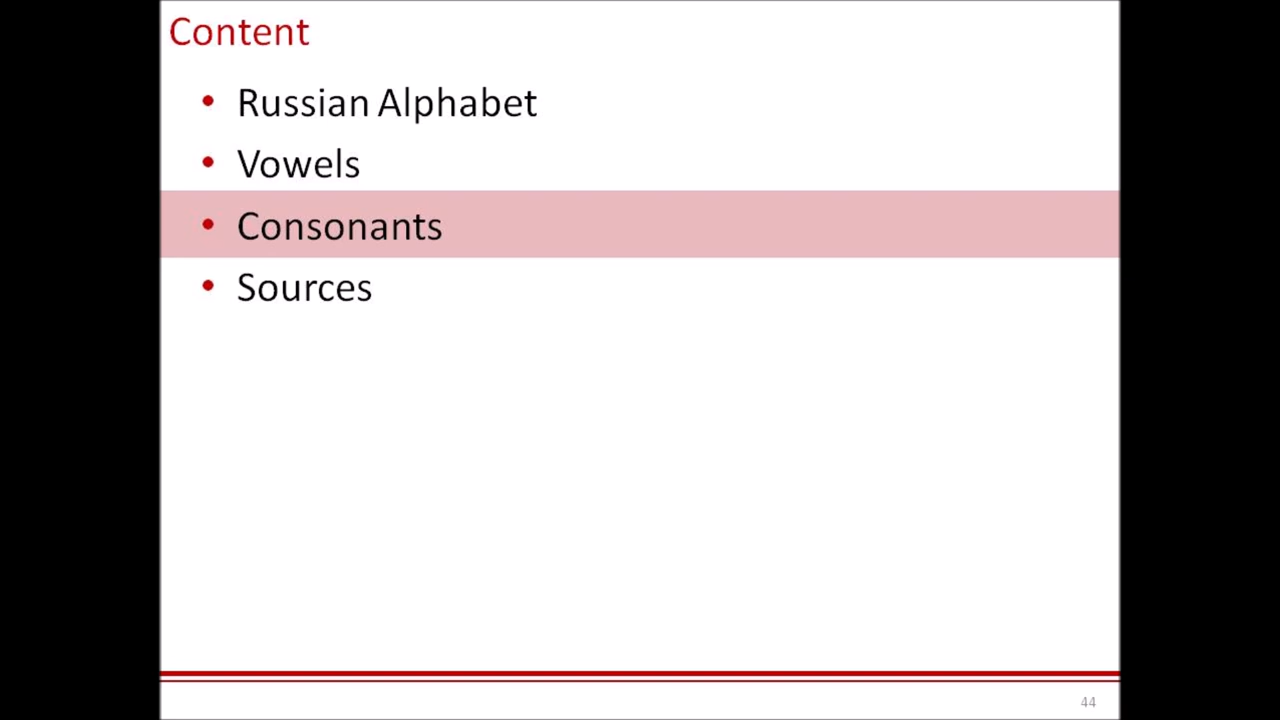 Content
• Russian Alphabet
• Vowels
• Consonants
• Sources
44